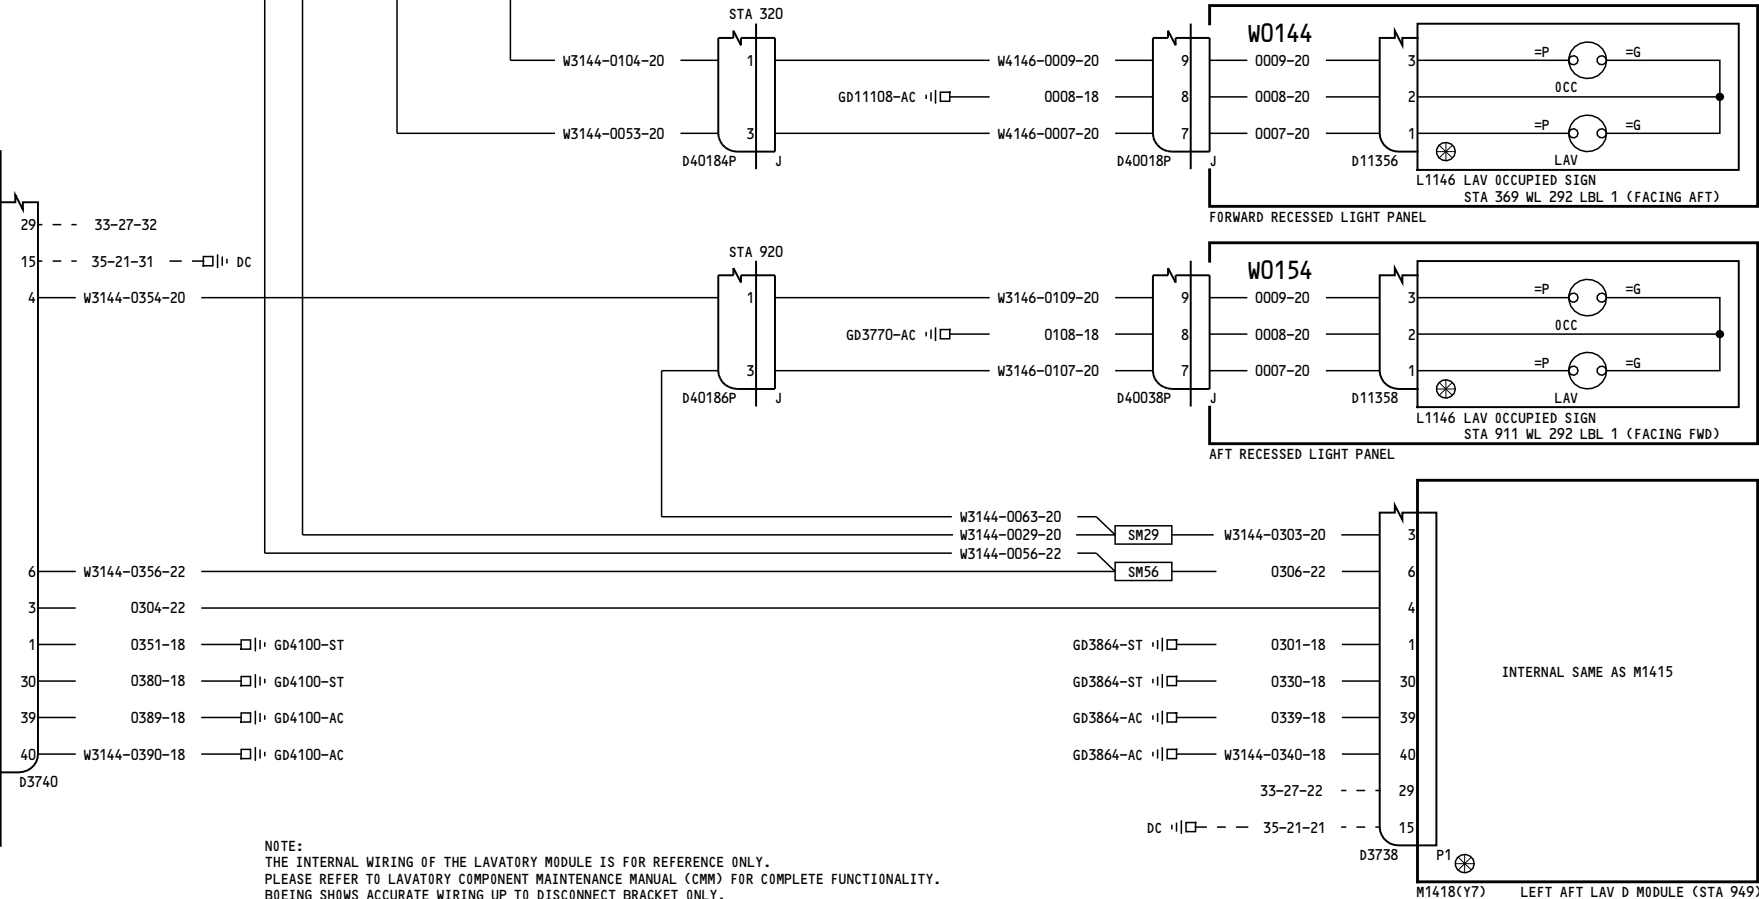 STA 320
W3144-0104-20 1 W4146-0009-20 9
GD11108-AC 0008-18 8
W3144-0053-20 3 W4146-0007-20 7
D40184P J D40018P J
W0144
0009-20 3 =P =G
OCC
0008-20 2
0007-20 1 =P =G
D11356 LAV
L1146 LAV OCCUPIED SIGN
STA 369 WL 292 LBL 1 (FACING AFT)
FORWARD RECESSED LIGHT PANEL
29 33-27-32
15 35-21-31 DC
4 W3144-0354-20
STA 920
1 W3146-0109-20 9
GD3770-AC 0108-18 8
3 W3146-0107-20 7
D40186P J D40038P J
W0154
0009-20 3 =P =G
OCC
0008-20 2
0007-20 1 =P =G
D11358 LAV
L1146 LAV OCCUPIED SIGN
STA 911 WL 292 LBL 1 (FACING FWD)
AFT RECESSED LIGHT PANEL
W3144-0063-20
W3144-0029-20 SM29 W3144-0303-20 3
W3144-0056-22
6 W3144-0356-22 SM56 0306-22 6
3 0304-22 4
1 0351-18 GD4100-ST GD3864-ST 0301-18 1
30 0380-18 GD4100-ST GD3864-ST 0330-18 30
39 0389-18 GD4100-AC GD3864-AC 0339-18 39
40 W3144-0390-18 GD4100-AC GD3864-AC W3144-0340-18 40
D3740
33-27-22 29
DC 35-21-21 15
D3738 P1
INTERNAL SAME AS M1415
M1418(Y7) LEFT AFT LAV D MODULE (STA 949)
NOTE:
THE INTERNAL WIRING OF THE LAVATORY MODULE IS FOR REFERENCE ONLY.
PLEASE REFER TO LAVATORY COMPONENT MAINTENANCE MANUAL (CMM) FOR COMPLETE FUNCTIONALITY.
BOEING SHOWS ACCURATE WIRING UP TO DISCONNECT BRACKET ONLY.